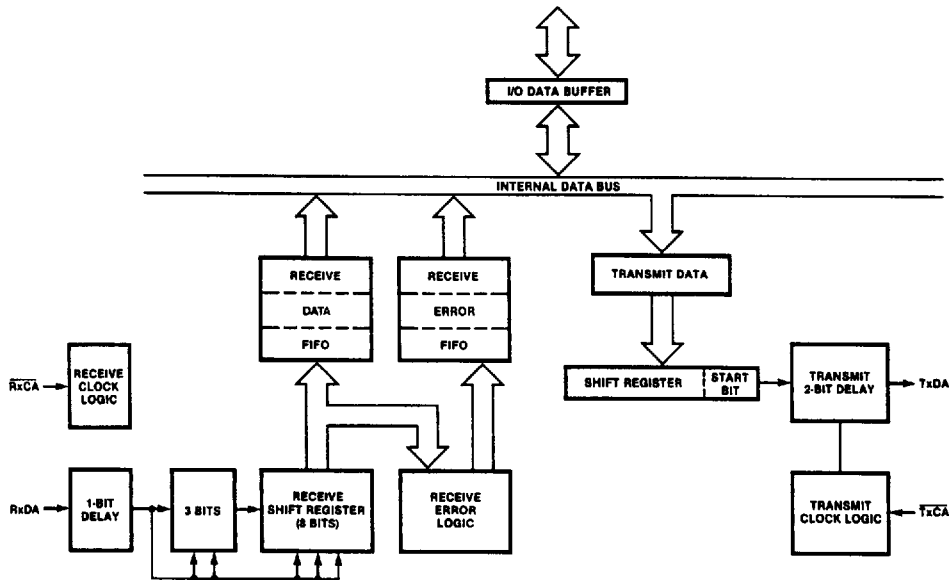 I/O DATA BUFFER
INTERNAL DATA BUS
RECEIVE
DATA
FIFO
RECEIVE
ERROR
FIFO
TRANSMIT DATA
RxCA
RECEIVE
CLOCK
LOGIC
SHIFT REGISTER
START
BIT
TRANSMIT
2-BIT DELAY
TxDA
RxDA
1-BIT
DELAY
3 BITS
RECEIVE
SHIFT REGISTER
(8 BITS)
RECEIVE
ERROR
LOGIC
TRANSMIT
CLOCK LOGIC
TxCA